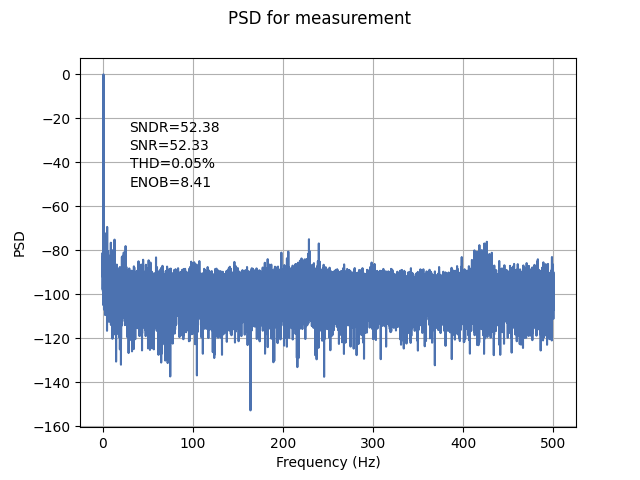 PSD for measurement
0
−20
−40
−60
−80
−100
−120
−140
−160
PSD
SNDR=52.38
SNR=52.33
THD=0.05%
ENOB=8.41
0 100 200 300 400 500
Frequency (Hz)